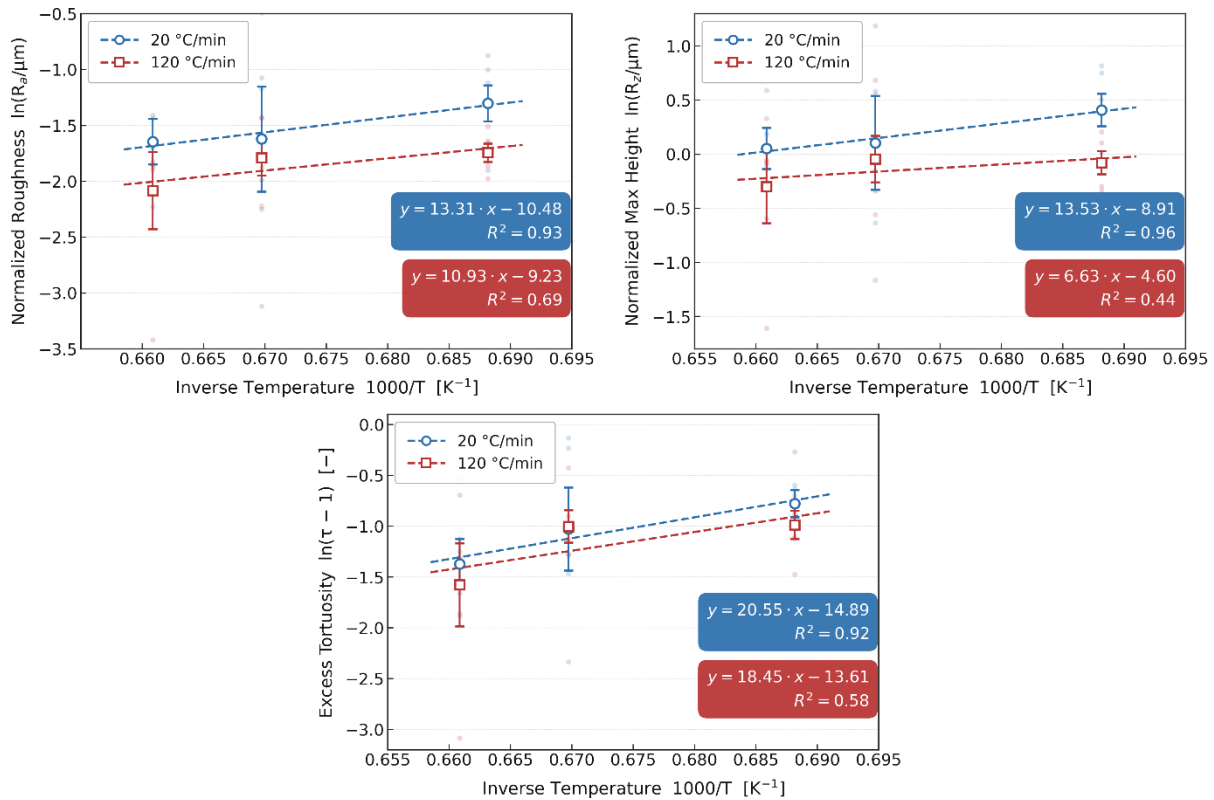 20 °C/min
120 °C/min
Normalized Roughness ln(Rₐ/μm)
−0.5
−1.0
−1.5
−2.0
−2.5
−3.0
−3.5
y = 13.31 · x − 10.48
R² = 0.93
y = 10.93 · x − 9.23
R² = 0.69
0.660 0.665 0.670 0.675 0.680 0.685 0.690 0.695
Inverse Temperature 1000/T [K⁻¹]
20 °C/min
120 °C/min
Normalized Max Height ln(R_z/μm)
1.0
0.5
0.0
−0.5
−1.0
−1.5
y = 13.53 · x − 8.91
R² = 0.96
y = 6.63 · x − 4.60
R² = 0.44
0.655 0.660 0.665 0.670 0.675 0.680 0.685 0.690 0.695
Inverse Temperature 1000/T [K⁻¹]
20 °C/min
120 °C/min
Excess Tortuosity ln(τ − 1) [−]
0.0
−0.5
−1.0
−1.5
−2.0
−2.5
−3.0
y = 20.55 · x − 14.89
R² = 0.92
y = 18.45 · x − 13.61
R² = 0.58
0.655 0.660 0.665 0.670 0.675 0.680 0.685 0.690 0.695
Inverse Temperature 1000/T [K⁻¹]